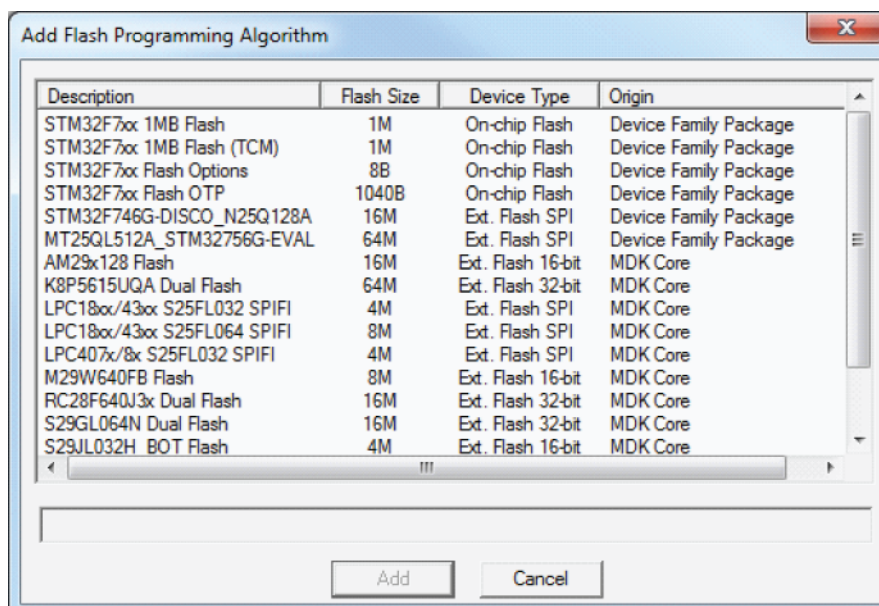 Add Flash Programming Algorithm
Description Flash Size Device Type Origin
STM32F7xx 1MB Flash 1M On-chip Flash Device Family Package
STM32F7xx 1MB Flash (TCM) 1M On-chip Flash Device Family Package
STM32F7xx Flash Options 8B On-chip Flash Device Family Package
STM32F7xx Flash OTP 1040B On-chip Flash Device Family Package
STM32F746G-DISCO_N25Q128A 16M Ext. Flash SPI Device Family Package
MT25QL512A_STM32756G-EVAL 64M Ext. Flash SPI Device Family Package
AM29x128 Flash 16M Ext. Flash 16-bit MDK Core
K8P5615UQA Dual Flash 64M Ext. Flash 32-bit MDK Core
LPC18xx/43xx S25FL032 SPIFI 4M Ext. Flash SPI MDK Core
LPC18xx/43xx S25FL064 SPIFI 8M Ext. Flash SPI MDK Core
LPC407x/8x S25FL032 SPIFI 4M Ext. Flash SPI MDK Core
M29W640FB Flash 8M Ext. Flash 16-bit MDK Core
RC28F640J3x Dual Flash 16M Ext. Flash 32-bit MDK Core
S29GL064N Dual Flash 16M Ext. Flash 32-bit MDK Core
S29JL032H_BOT Flash 4M Ext. Flash 16-bit MDK Core
Add Cancel